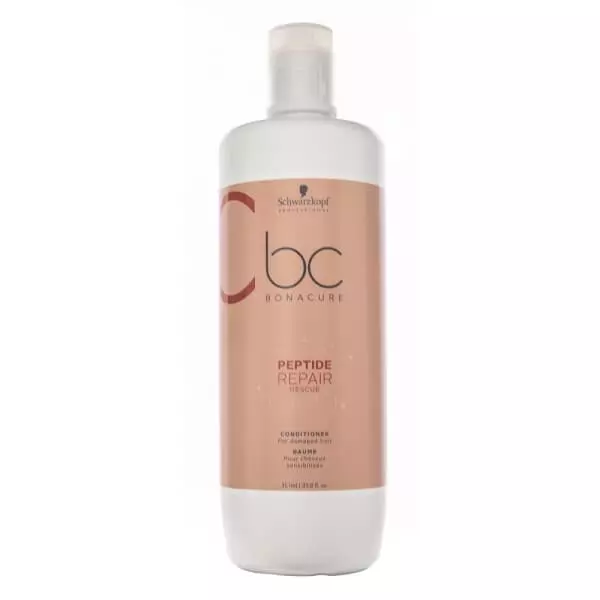 Schwarzkopf
PROFESSIONAL
bc
BONACURE
PEPTIDE
REPAIR
RESCUE
CONDITIONER
For damaged hair
BAUME
Pour cheveux
sensibilisés